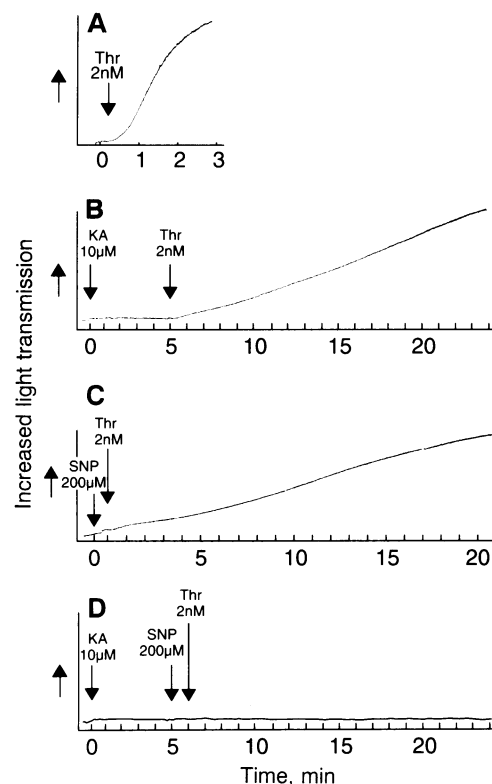 A
Thr
2nM
0 1 2 3
B
KA
10µM
Thr
2nM
0 5 10 15 20
C
Thr
2nM
SNP
200µM
0 5 10 15 20
D
KA
10µM
SNP
200µM
Thr
2nM
0 5 10 15 20
Time, min
Increased light transmission